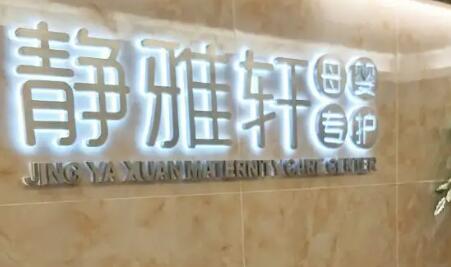 静雅轩 母婴专护
JING YA XUAN MATERNITY CARE CENTER